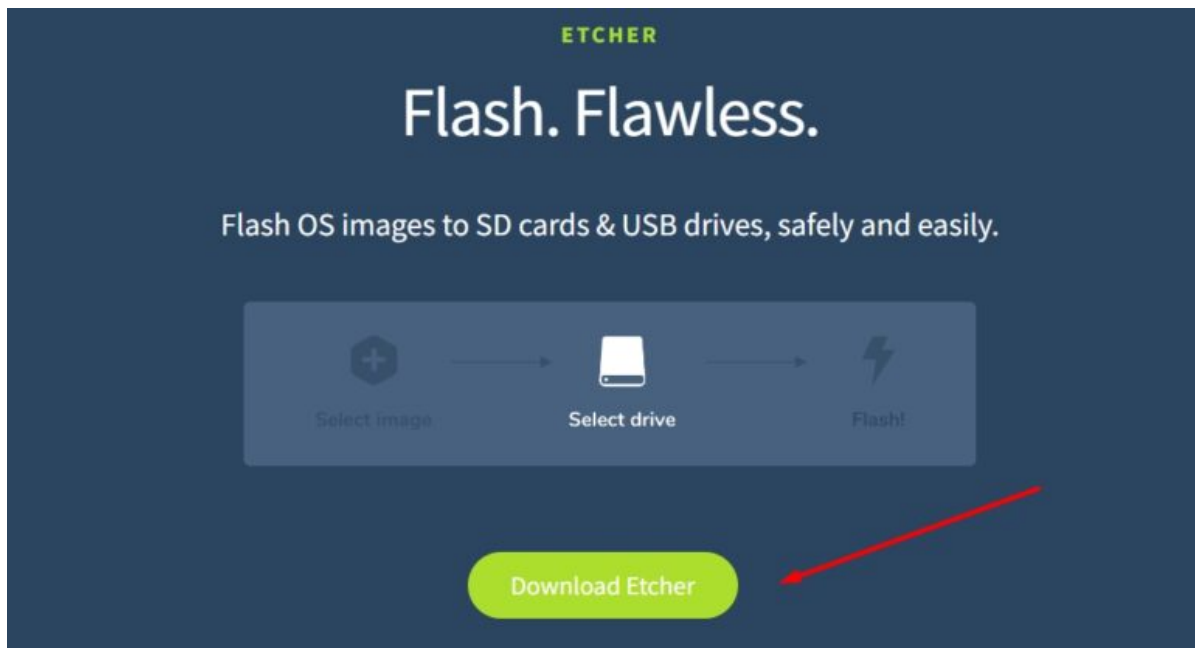 ETCHER
Flash. Flawless.
Flash OS images to SD cards & USB drives, safely and easily.
Select image
Select drive
Flash!
Download Etcher